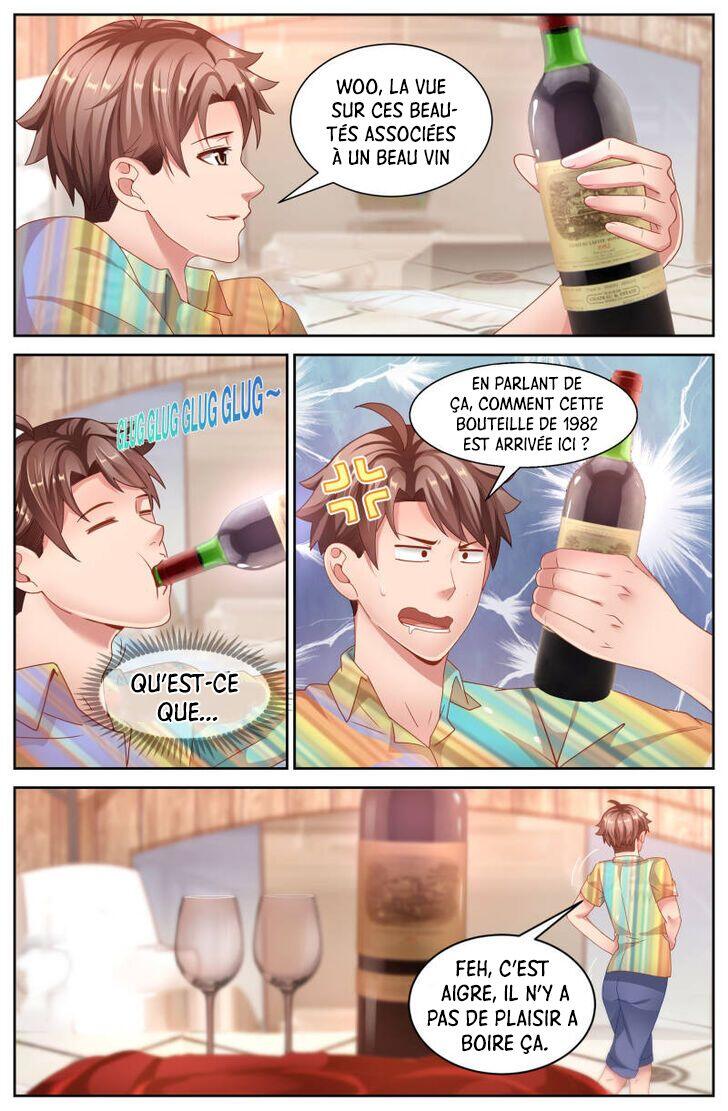 WOO, LA VUE
SUR CES BEAU-
TÉS ASSOCIÉES
À UN BEAU VIN
1982
GLUG GLUG GLUG GLUG~
QU'EST-CE
QUE...
EN PARLANT DE
ÇA, COMMENT CETTE
BOUTEILLE DE 1982
EST ARRIVÉE ICI ?
FEH, C'EST
AIGRE, IL N'Y A
PAS DE PLAISIR A
BOIRE ÇA.